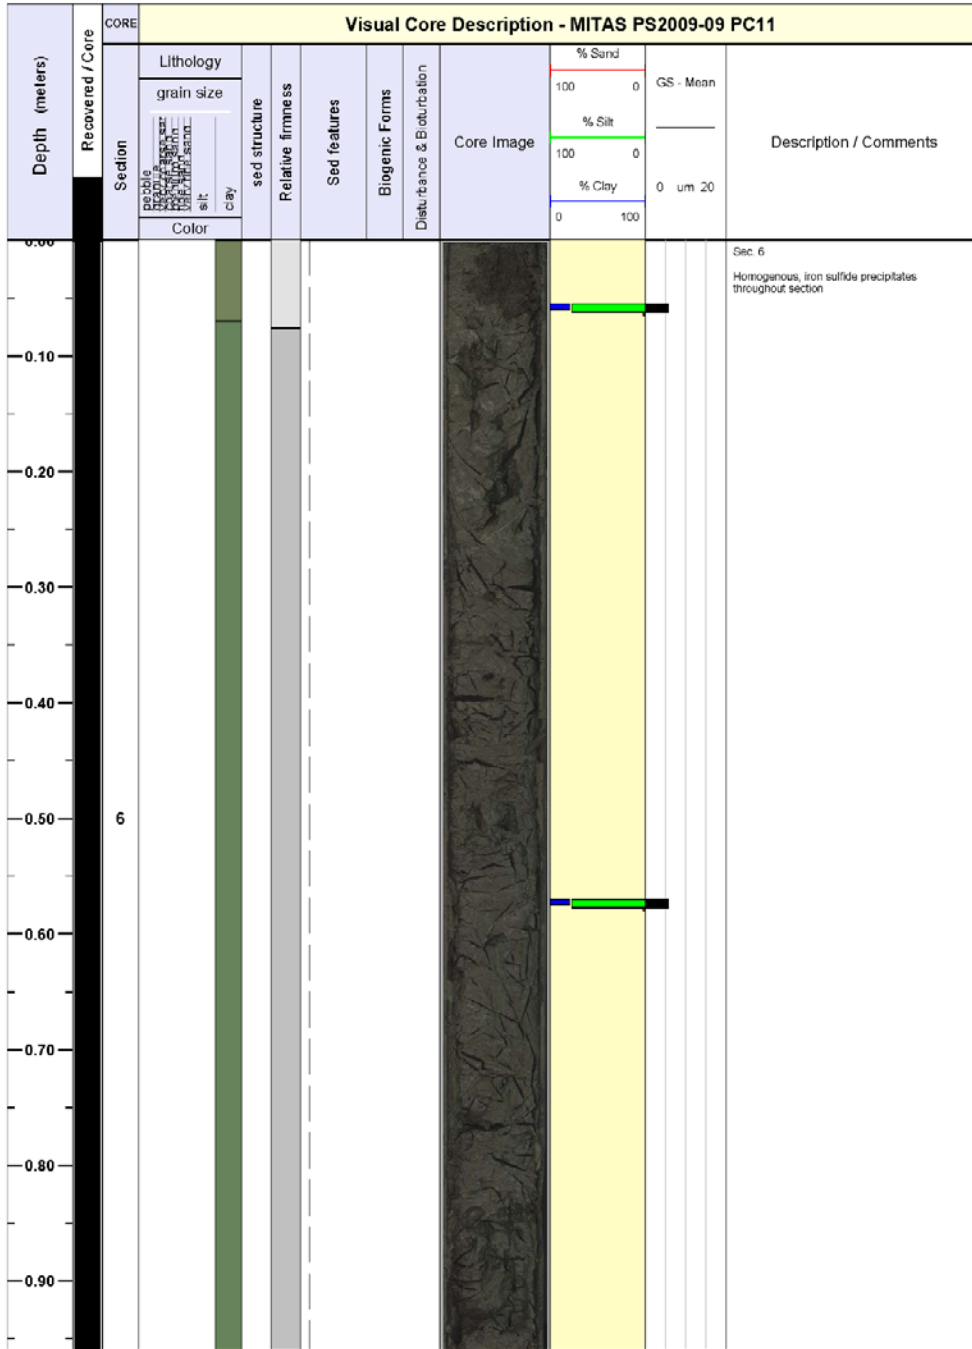 CORE
Visual Core Description - MITAS PS2009-09 PC11
Depth (meters)
Recovered / Core
Section
Lithology
grain size
pebble
granule
silt
clay
Color
sed structure
Relative firmness
Sed features
Biogenic Forms
Disturbance & Bioturbation
Core Image
% Sand
100 0
% Silt
100 0
% Clay
0 100
GS - Mean
0 um 20
Description / Comments
0.00
Sec. 6
Homogenous, iron sulfide precipitates
throughout section
0.10
0.20
0.30
0.40
0.50
6
0.60
0.70
0.80
0.90